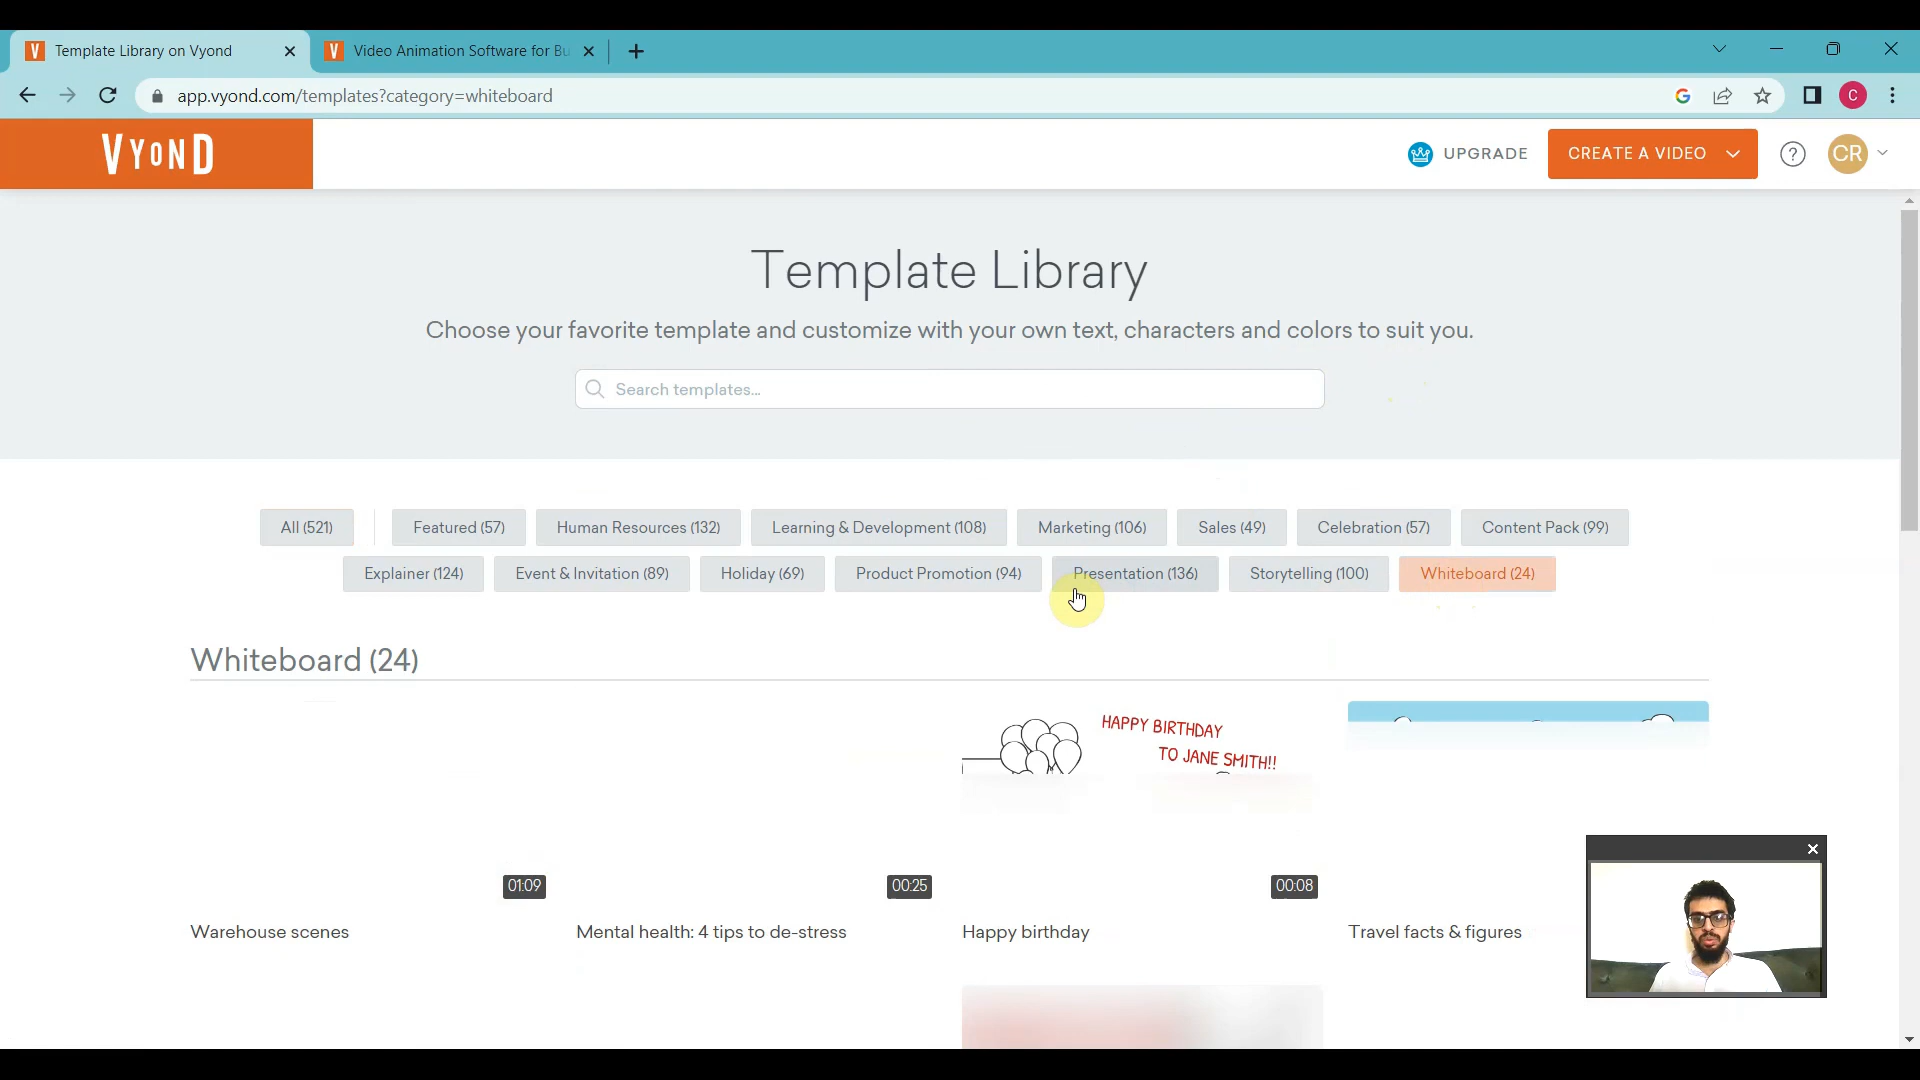 Template Library on Vyond
Video Animation Software for Bu
app.vyond.com/templates?category=whiteboard
C
VYOND
UPGRADE
CREATE A VIDEO
?
CR
Template Library
Choose your favorite template and customize with your own text, characters and colors to suit you.
Search templates...
All (521)
Featured (57)
Human Resources (132)
Learning & Development (108)
Marketing (106)
Sales (49)
Celebration (57)
Content Pack (99)
Explainer (124)
Event & Invitation (89)
Holiday (69)
Product Promotion (94)
Presentation (136)
Storytelling (100)
Whiteboard (24)
Whiteboard (24)
HAPPY BIRTHDAY
TO JANE SMITH!!
01:09
00:25
00:08
Warehouse scenes
Mental health: 4 tips to de-stress
Happy birthday
Travel facts & figures